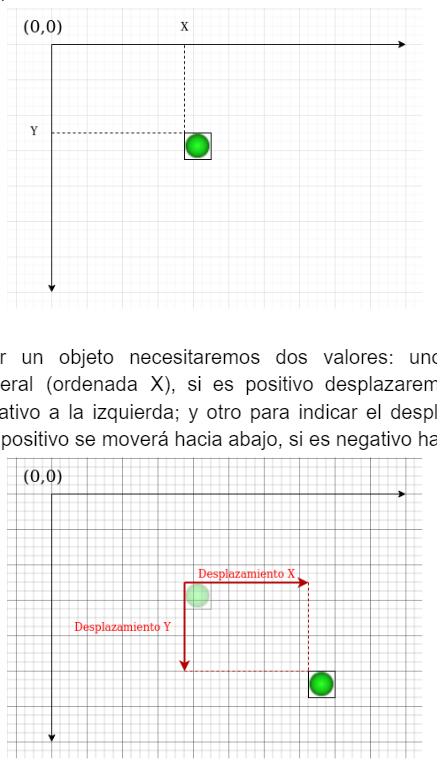 (0,0)
X
Y
r un objeto necesitaremos dos valores: uno
eral (ordenada X), si es positivo desplazarem
ativo a la izquierda; y otro para indicar el despl
positivo se moverá hacia abajo, si es negativo ha
(0,0)
Desplazamiento X
Desplazamiento Y